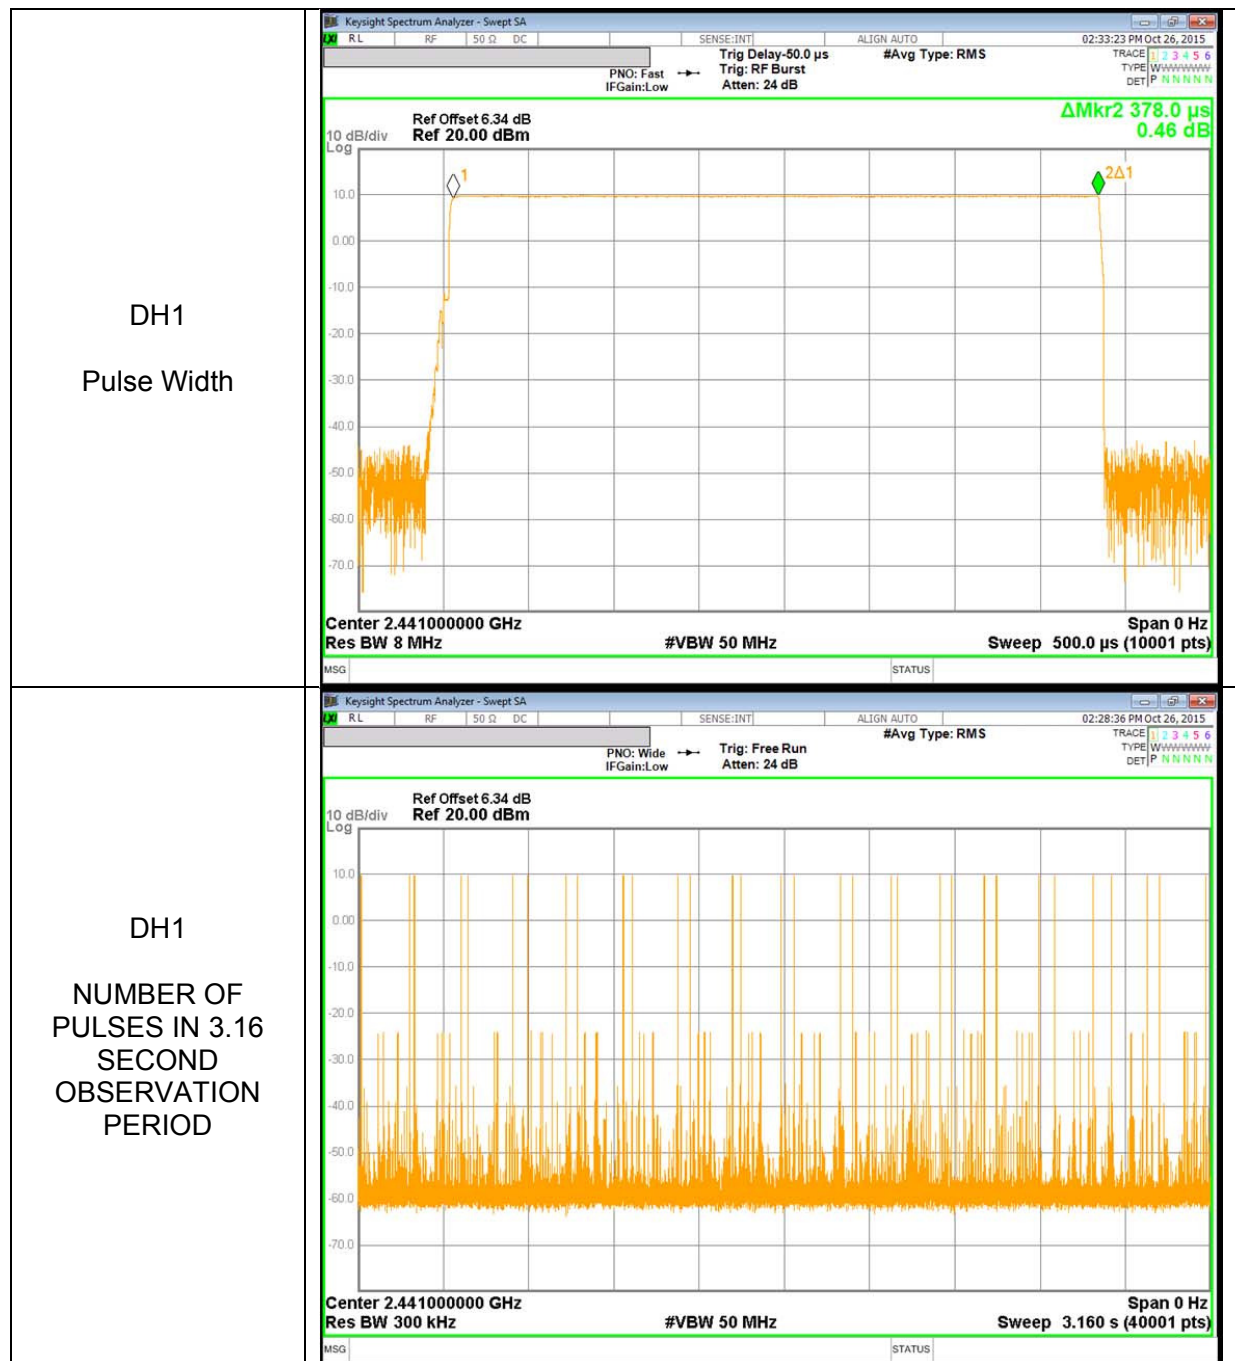 DH1
Pulse Width
Keysight Spectrum Analyzer - Swept SA
LXI RL RF 50 Ω DC SENSE:INT ALIGN AUTO 02:33:23 PM Oct 26, 2015
Trig Delay-50.0 µs #Avg Type: RMS TRACE 1 2 3 4 5 6
PNO: Fast Trig: RF Burst TYPE WWWWWW
IFGain:Low Atten: 24 dB DET P N N N N N
ΔMkr2 378.0 µs
Ref Offset 6.34 dB 0.46 dB
10 dB/div Ref 20.00 dBm
Log
1 2Δ1
10.0
0.00
-10.0
-20.0
-30.0
-40.0
-50.0
-60.0
-70.0
Center 2.441000000 GHz Span 0 Hz
Res BW 8 MHz #VBW 50 MHz Sweep 500.0 µs (10001 pts)
MSG STATUS
DH1
NUMBER OF
PULSES IN 3.16
SECOND
OBSERVATION
PERIOD
Keysight Spectrum Analyzer - Swept SA
LXI RL RF 50 Ω DC SENSE:INT ALIGN AUTO 02:28:36 PM Oct 26, 2015
#Avg Type: RMS TRACE 1 2 3 4 5 6
PNO: Wide Trig: Free Run TYPE WWWWWW
IFGain:Low Atten: 24 dB DET P N N N N N
Ref Offset 6.34 dB
10 dB/div Ref 20.00 dBm
Log
10.0
0.00
-10.0
-20.0
-30.0
-40.0
-50.0
-60.0
-70.0
Center 2.441000000 GHz Span 0 Hz
Res BW 300 kHz #VBW 50 MHz Sweep 3.160 s (40001 pts)
MSG STATUS